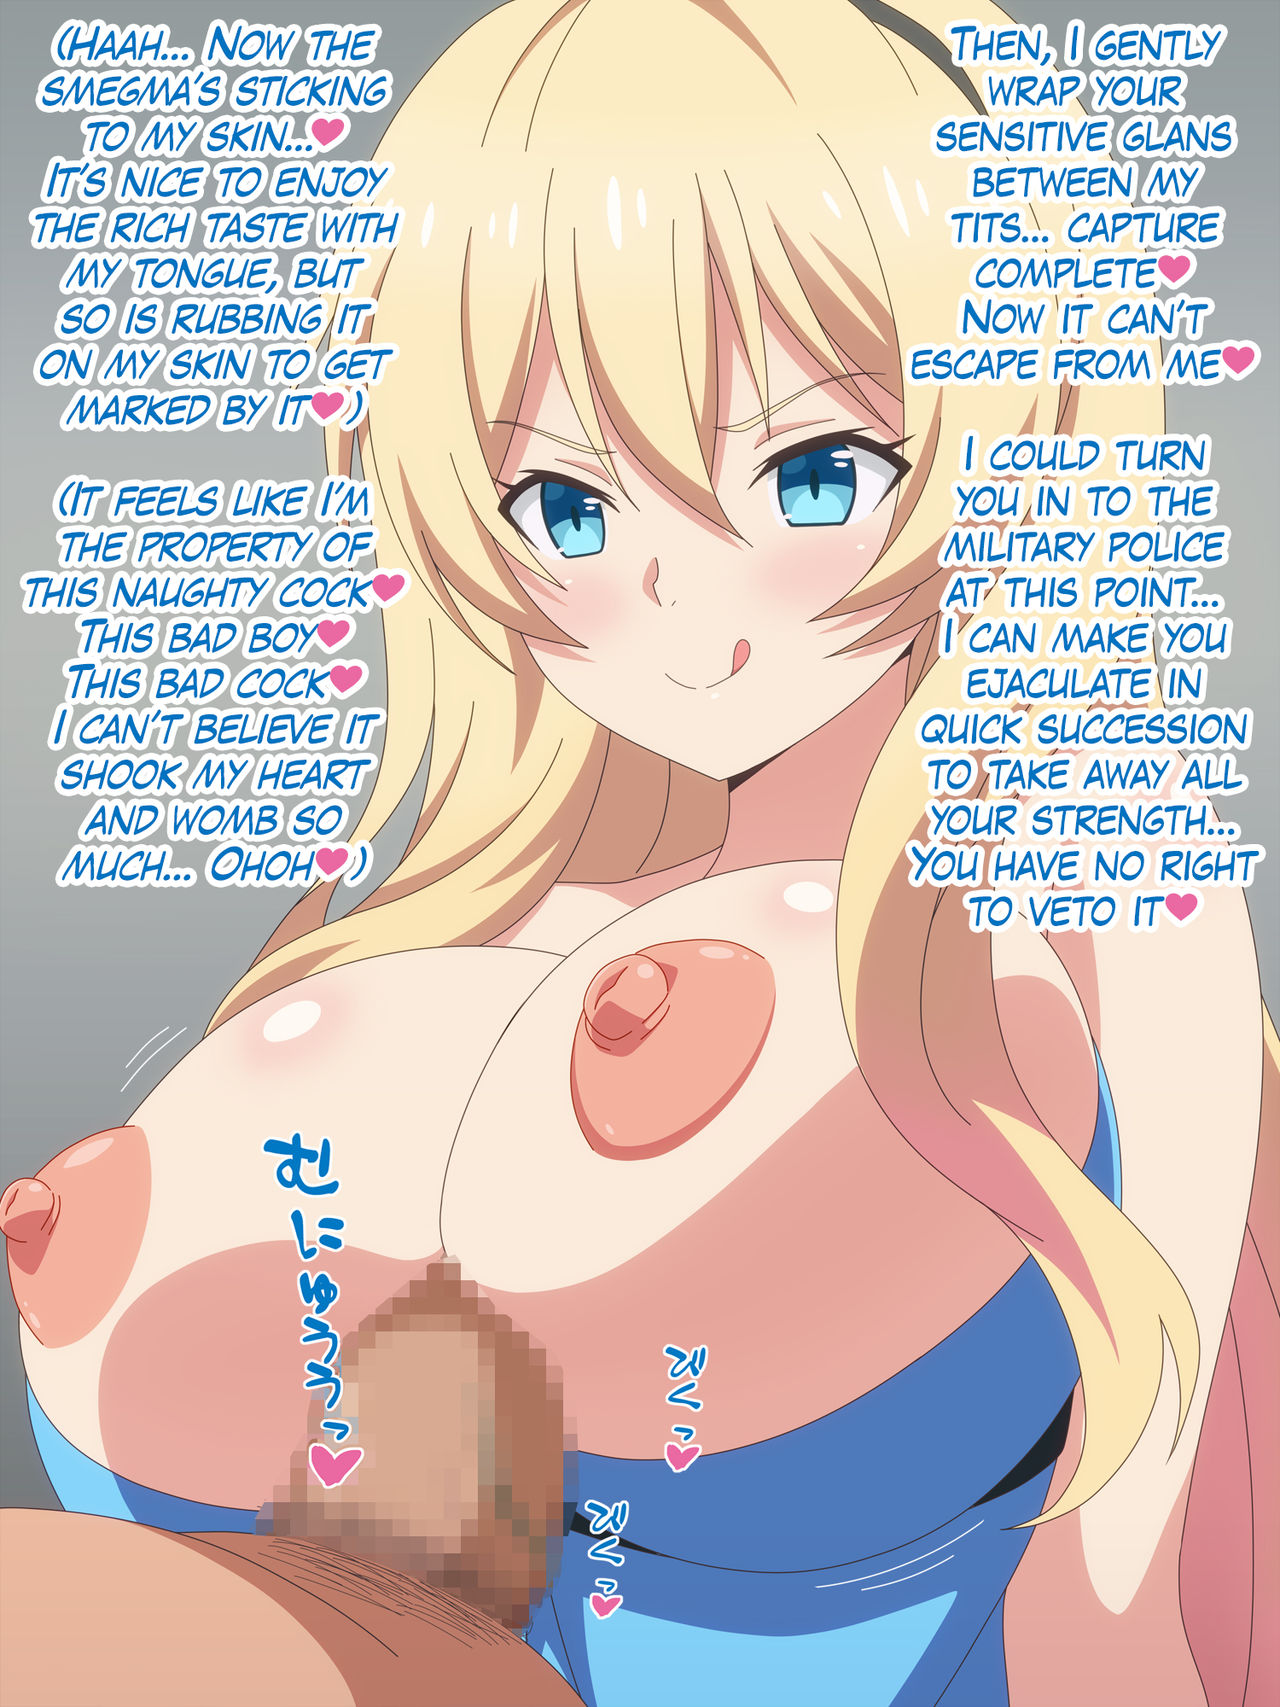 (Haah... Now the
smegma's sticking
to my skin...♥
It's nice to enjoy
the rich taste with
my tongue, but
so is rubbing it
on my skin to get
marked by it♥)
(It feels like I'm
the property of
this naughty cock♥
This bad boy♥
This bad cock♥
I can't believe it
shook my heart
and womb so
much... Ohoh♥)
Then, I gently
wrap your
sensitive glans
between my
tits... capture
complete♥
Now it can't
escape from me♥
I could turn
you in to the
military police
at this point...
I can make you
ejaculate in
quick succession
to take away all
your strength...
You have no right
to veto it♥
むにゅううっ♥
びくっ♥
びくっ♥